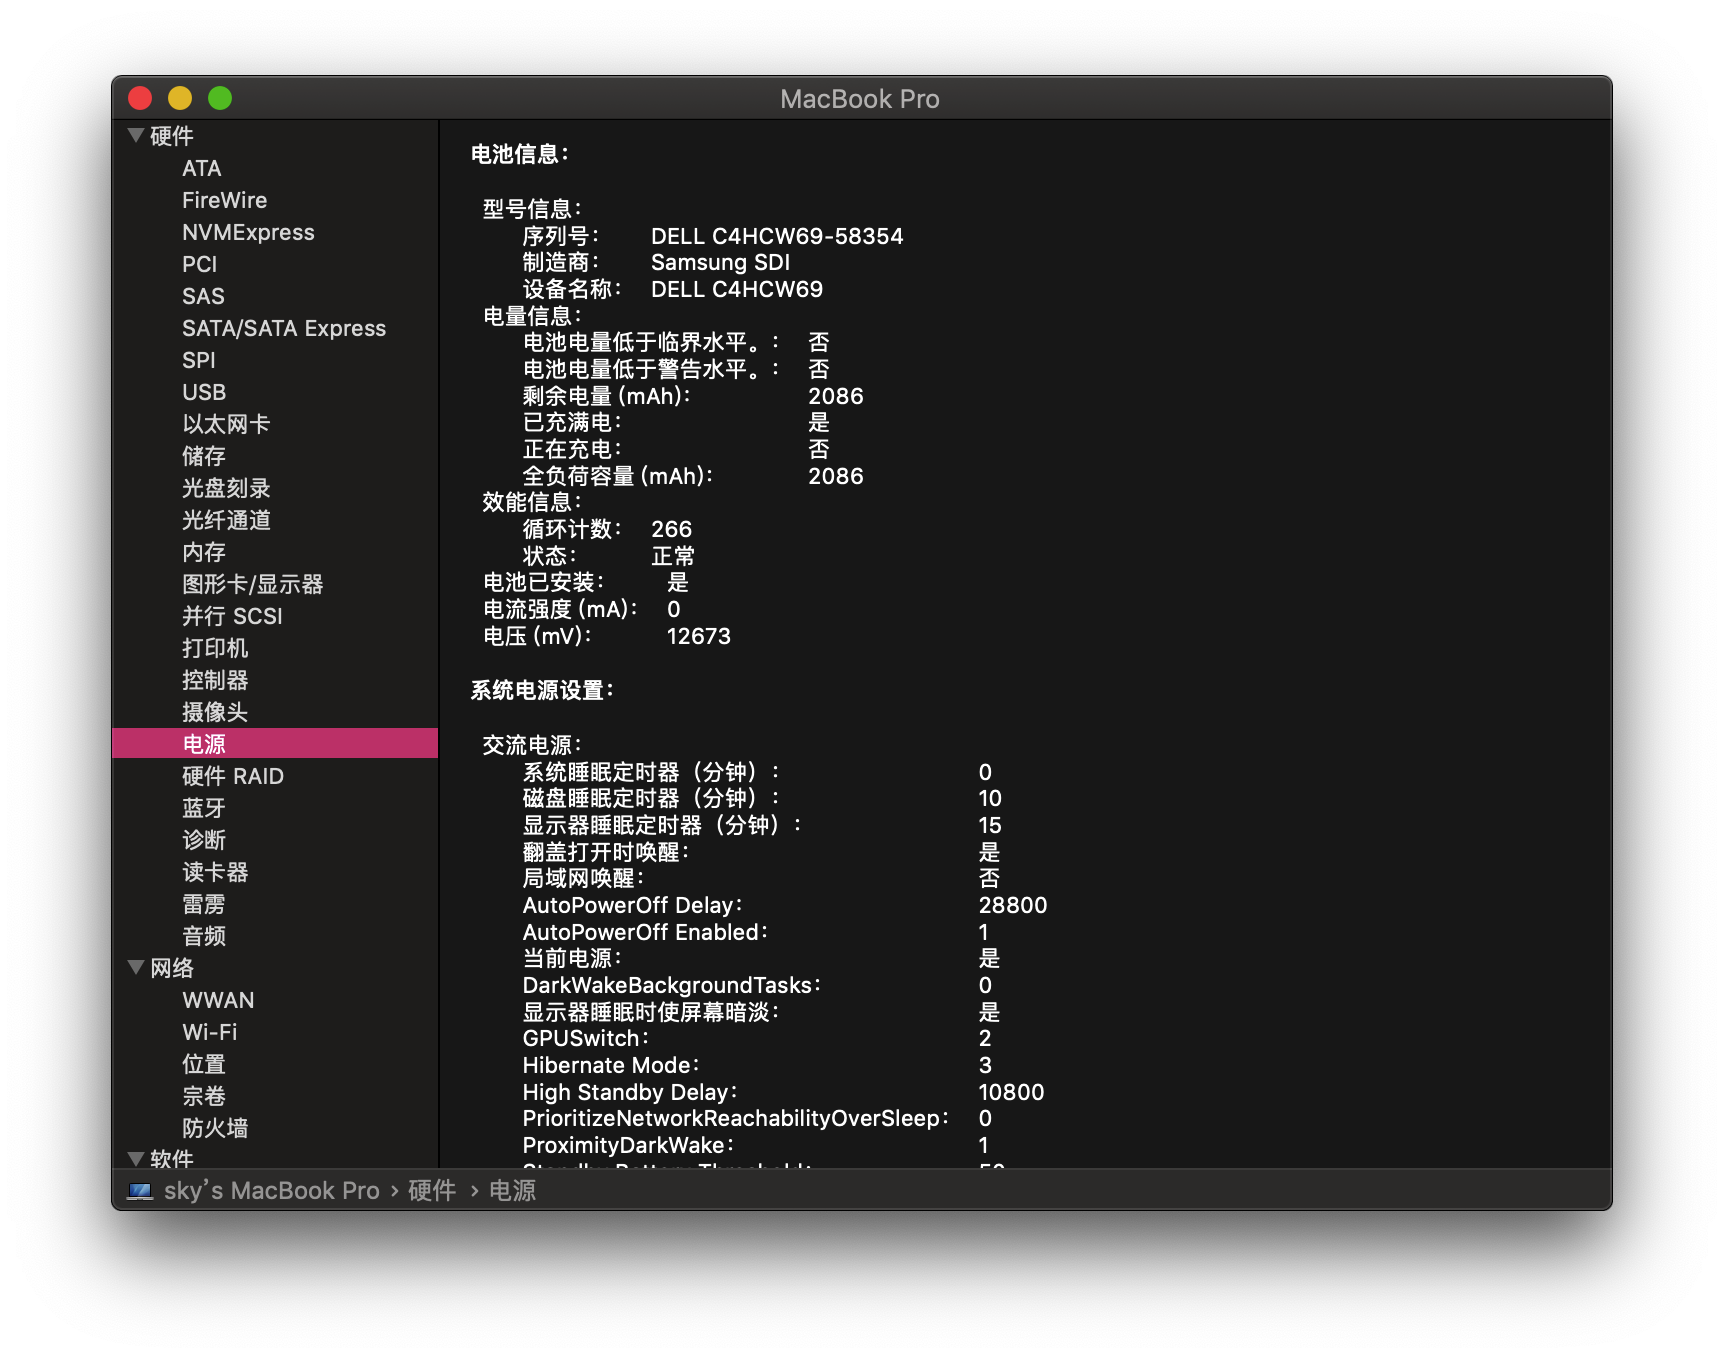 MacBook Pro
硬件
ATA
FireWire
NVMExpress
PCI
SAS
SATA/SATA Express
SPI
USB
以太网卡
储存
光盘刻录
光纤通道
内存
图形卡/显示器
并行 SCSI
打印机
控制器
摄像头
电源
硬件 RAID
蓝牙
诊断
读卡器
雷雳
音频
网络
WWAN
Wi-Fi
位置
宗卷
防火墙
软件
电池信息：
型号信息：
序列号： DELL C4HCW69-58354
制造商： Samsung SDI
设备名称： DELL C4HCW69
电量信息：
电池电量低于临界水平。： 否
电池电量低于警告水平。： 否
剩余电量 (mAh)： 2086
已充满电： 是
正在充电： 否
全负荷容量 (mAh)： 2086
效能信息：
循环计数： 266
状态： 正常
电池已安装： 是
电流强度 (mA)： 0
电压 (mV)： 12673
系统电源设置：
交流电源：
系统睡眠定时器（分钟）： 0
磁盘睡眠定时器（分钟）： 10
显示器睡眠定时器（分钟）： 15
翻盖打开时唤醒： 是
局域网唤醒： 否
AutoPowerOff Delay： 28800
AutoPowerOff Enabled： 1
当前电源： 是
DarkWakeBackgroundTasks： 0
显示器睡眠时使屏幕暗淡： 是
GPUSwitch： 2
Hibernate Mode： 3
High Standby Delay： 10800
PrioritizeNetworkReachabilityOverSleep： 0
ProximityDarkWake： 1
sky's MacBook Pro › 硬件 › 电源